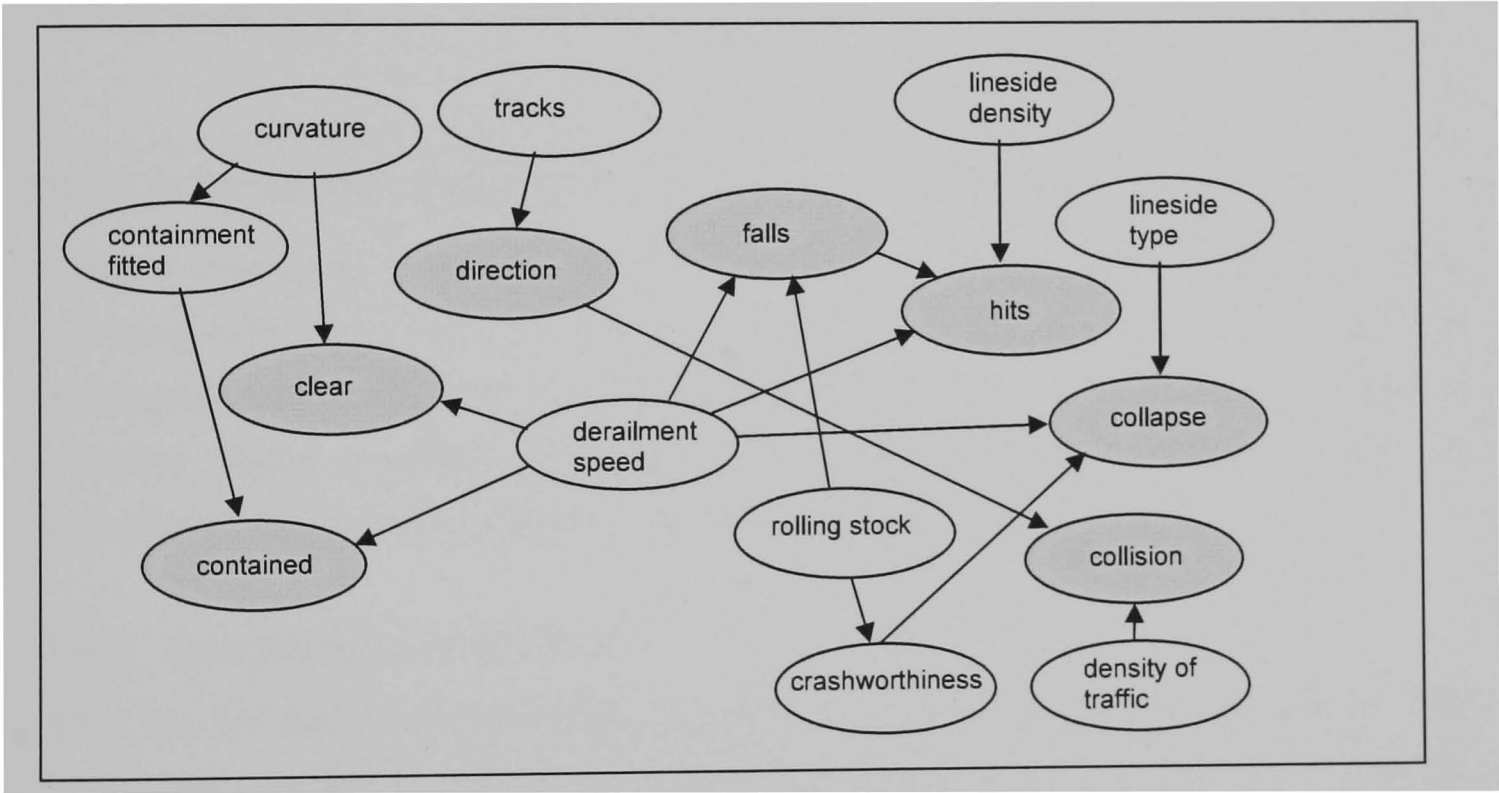 tracks
lineside
density
curvature
lineside
type
containment
fitted
falls
direction
hits
clear
collapse
derailment
speed
rolling stock
collision
contained
crashworthiness
density of
traffic